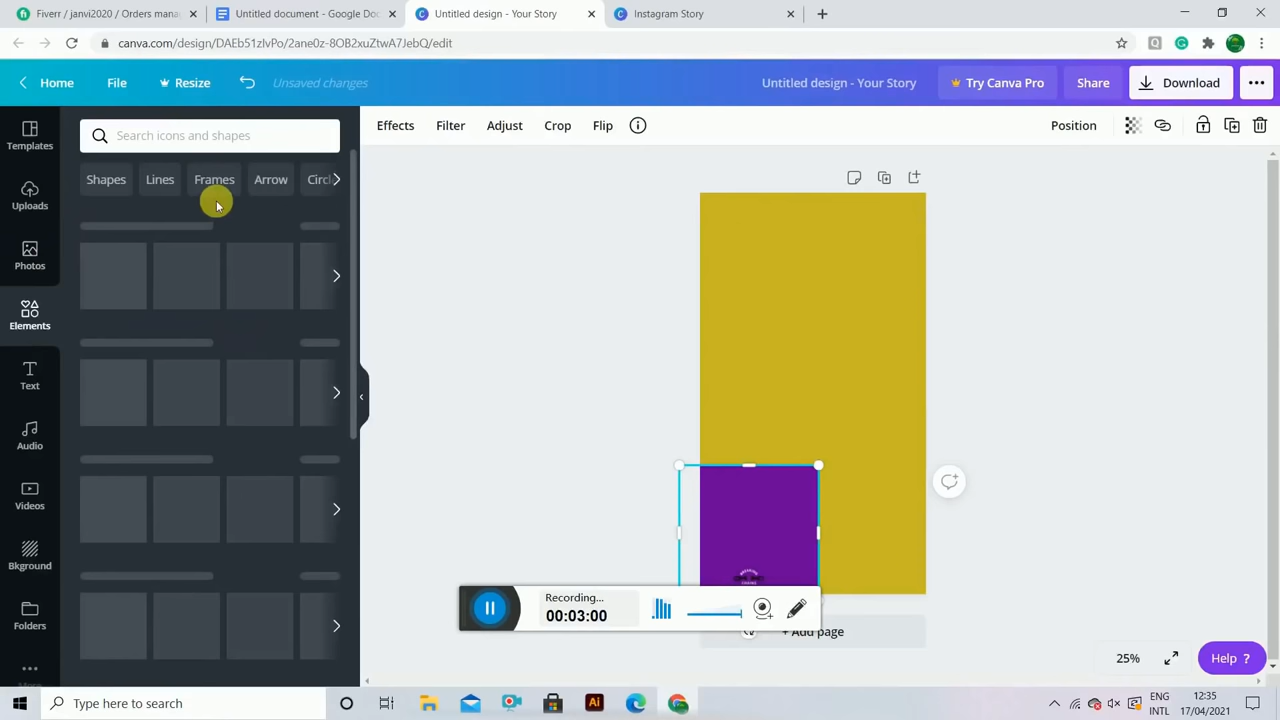 Fiverr / janvi2020 / Orders mana
Untitled document - Google Doc
Untitled design - Your Story
Instagram Story
canva.com/design/DAEb51zIvPo/2ane0z-8OB2xuZtwA7JebQ/edit
Home
File
Resize
Unsaved changes
Untitled design - Your Story
Try Canva Pro
Share
Download
Templates
Search icons and shapes
Effects
Filter
Adjust
Crop
Flip
Position
Shapes
Lines
Frames
Arrow
Circl
Uploads
Photos
Elements
Text
Audio
Videos
Bkground
Folders
More
Recording...
00:03:00
+ Add page
25%
Help ?
Type here to search
Ai
ENG
INTL
12:35
17/04/2021